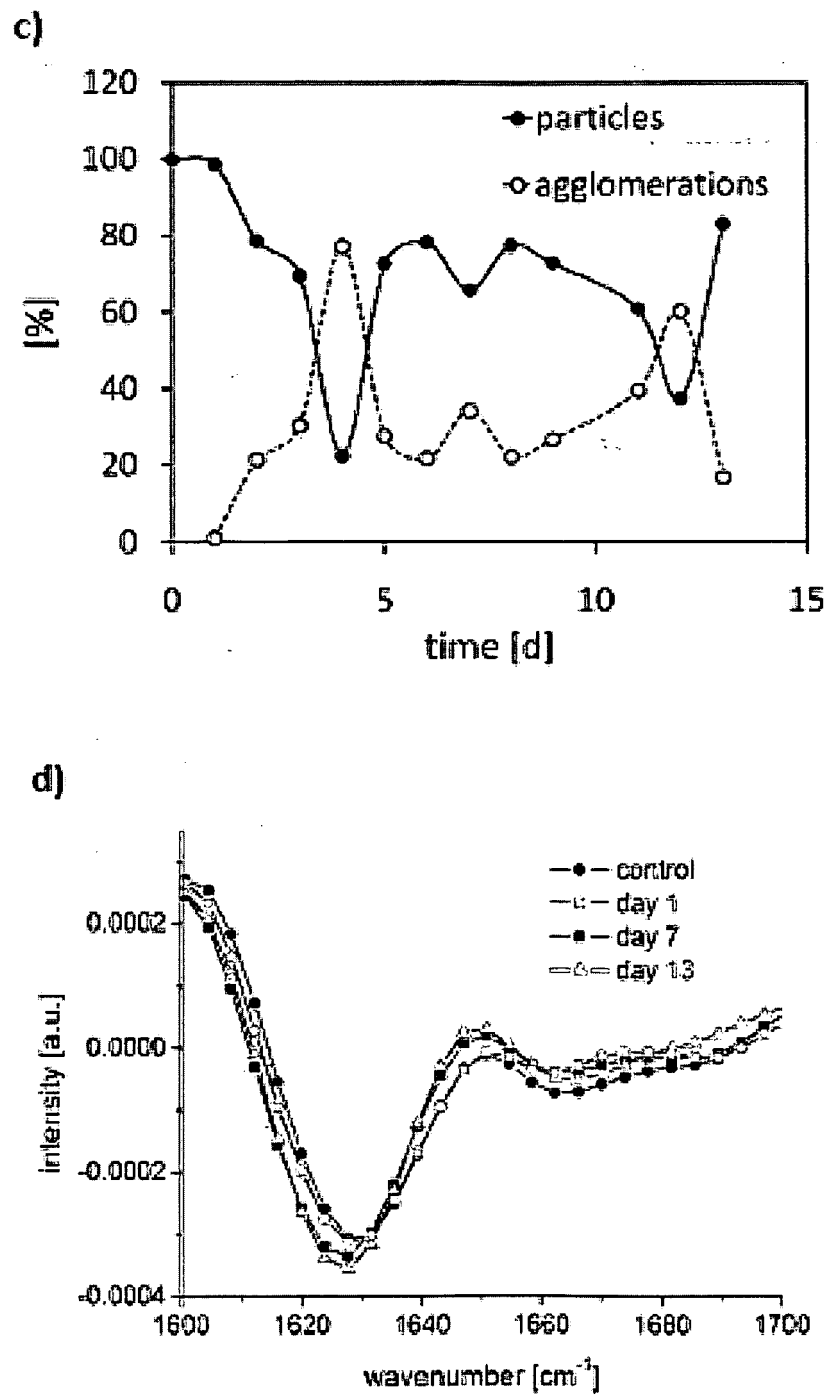 c)
120
100
80
60
40
20
0
[%]
particles
agglomerations
0 5 10 15
time [d]
d)
control
day 1
day 7
day 13
0.0002
0.0000
-0.0002
-0.0004
intensity [a.u.]
1600 1620 1640 1660 1680 1700
wavenumber [cm⁻¹]